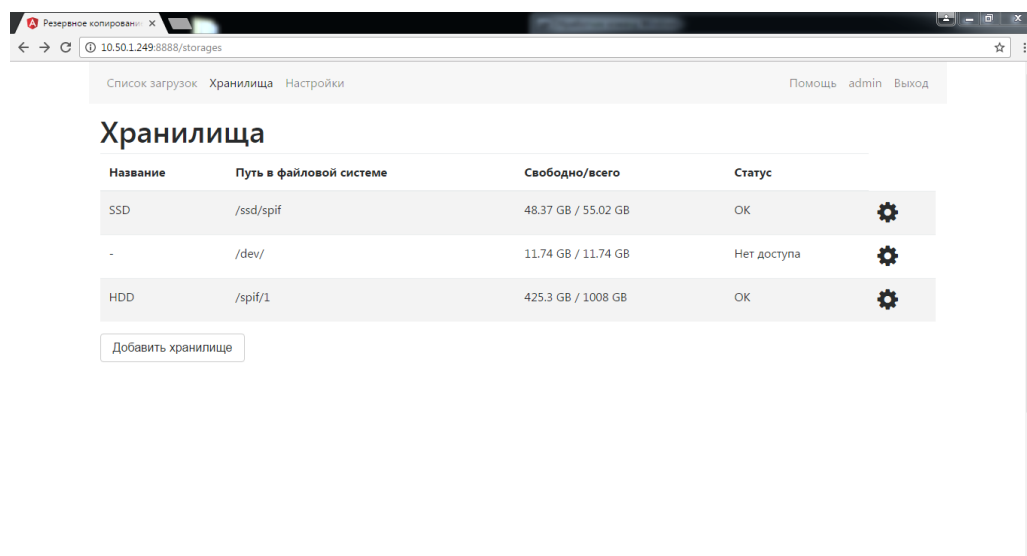 Резервное копировани
10.50.1.249:8888/storages
Список загрузок Хранилища Настройки Помощь admin Выход
Хранилища
Название Путь в файловой системе Свободно/всего Статус
SSD /ssd/spif 48.37 GB / 55.02 GB OK
- /dev/ 11.74 GB / 11.74 GB Нет доступа
HDD /spif/1 425.3 GB / 1008 GB OK
Добавить хранилище